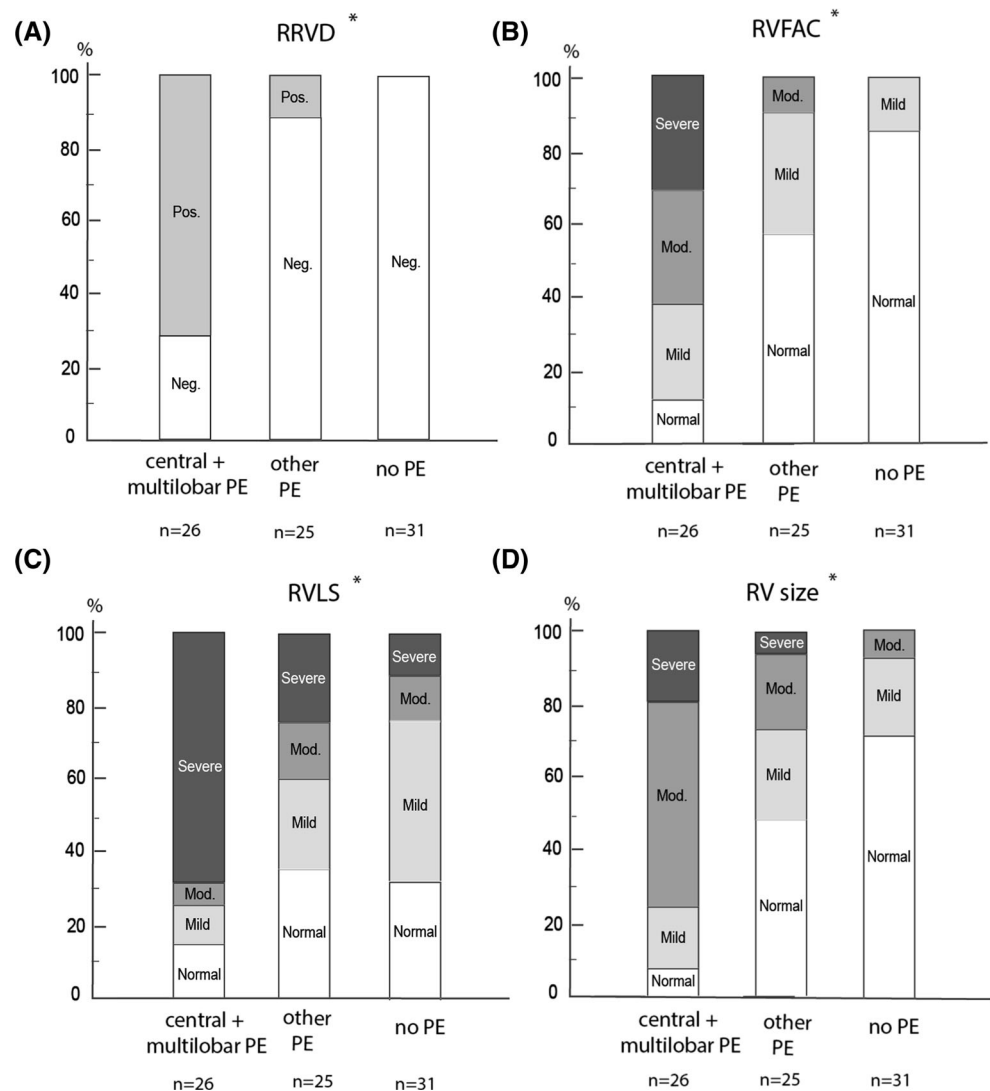 (A)
RRVD *
%
100
80
60
40
20
0
Pos.
Neg.
Pos.
Neg.
Neg.
central +
multilobar PE
other
PE
no PE
n=26
n=25
n=31
(B)
RVFAC *
%
100
80
60
40
20
0
Severe
Mod.
Mild
Normal
Mod.
Mild
Normal
Mild
Normal
central +
multilobar PE
other
PE
no PE
n=26
n=25
n=31
(C)
RVLS *
%
100
80
60
40
20
0
Severe
Mod.
Mild
Normal
Severe
Mod.
Mild
Normal
Severe
Mod.
Mild
Normal
central +
multilobar PE
other
PE
no PE
n=26
n=25
n=31
(D)
RV size *
%
100
80
60
40
20
0
Severe
Mod.
Mild
Normal
Severe
Mod.
Mild
Normal
Mod.
Mild
Normal
central +
multilobar PE
other
PE
no PE
n=26
n=25
n=31